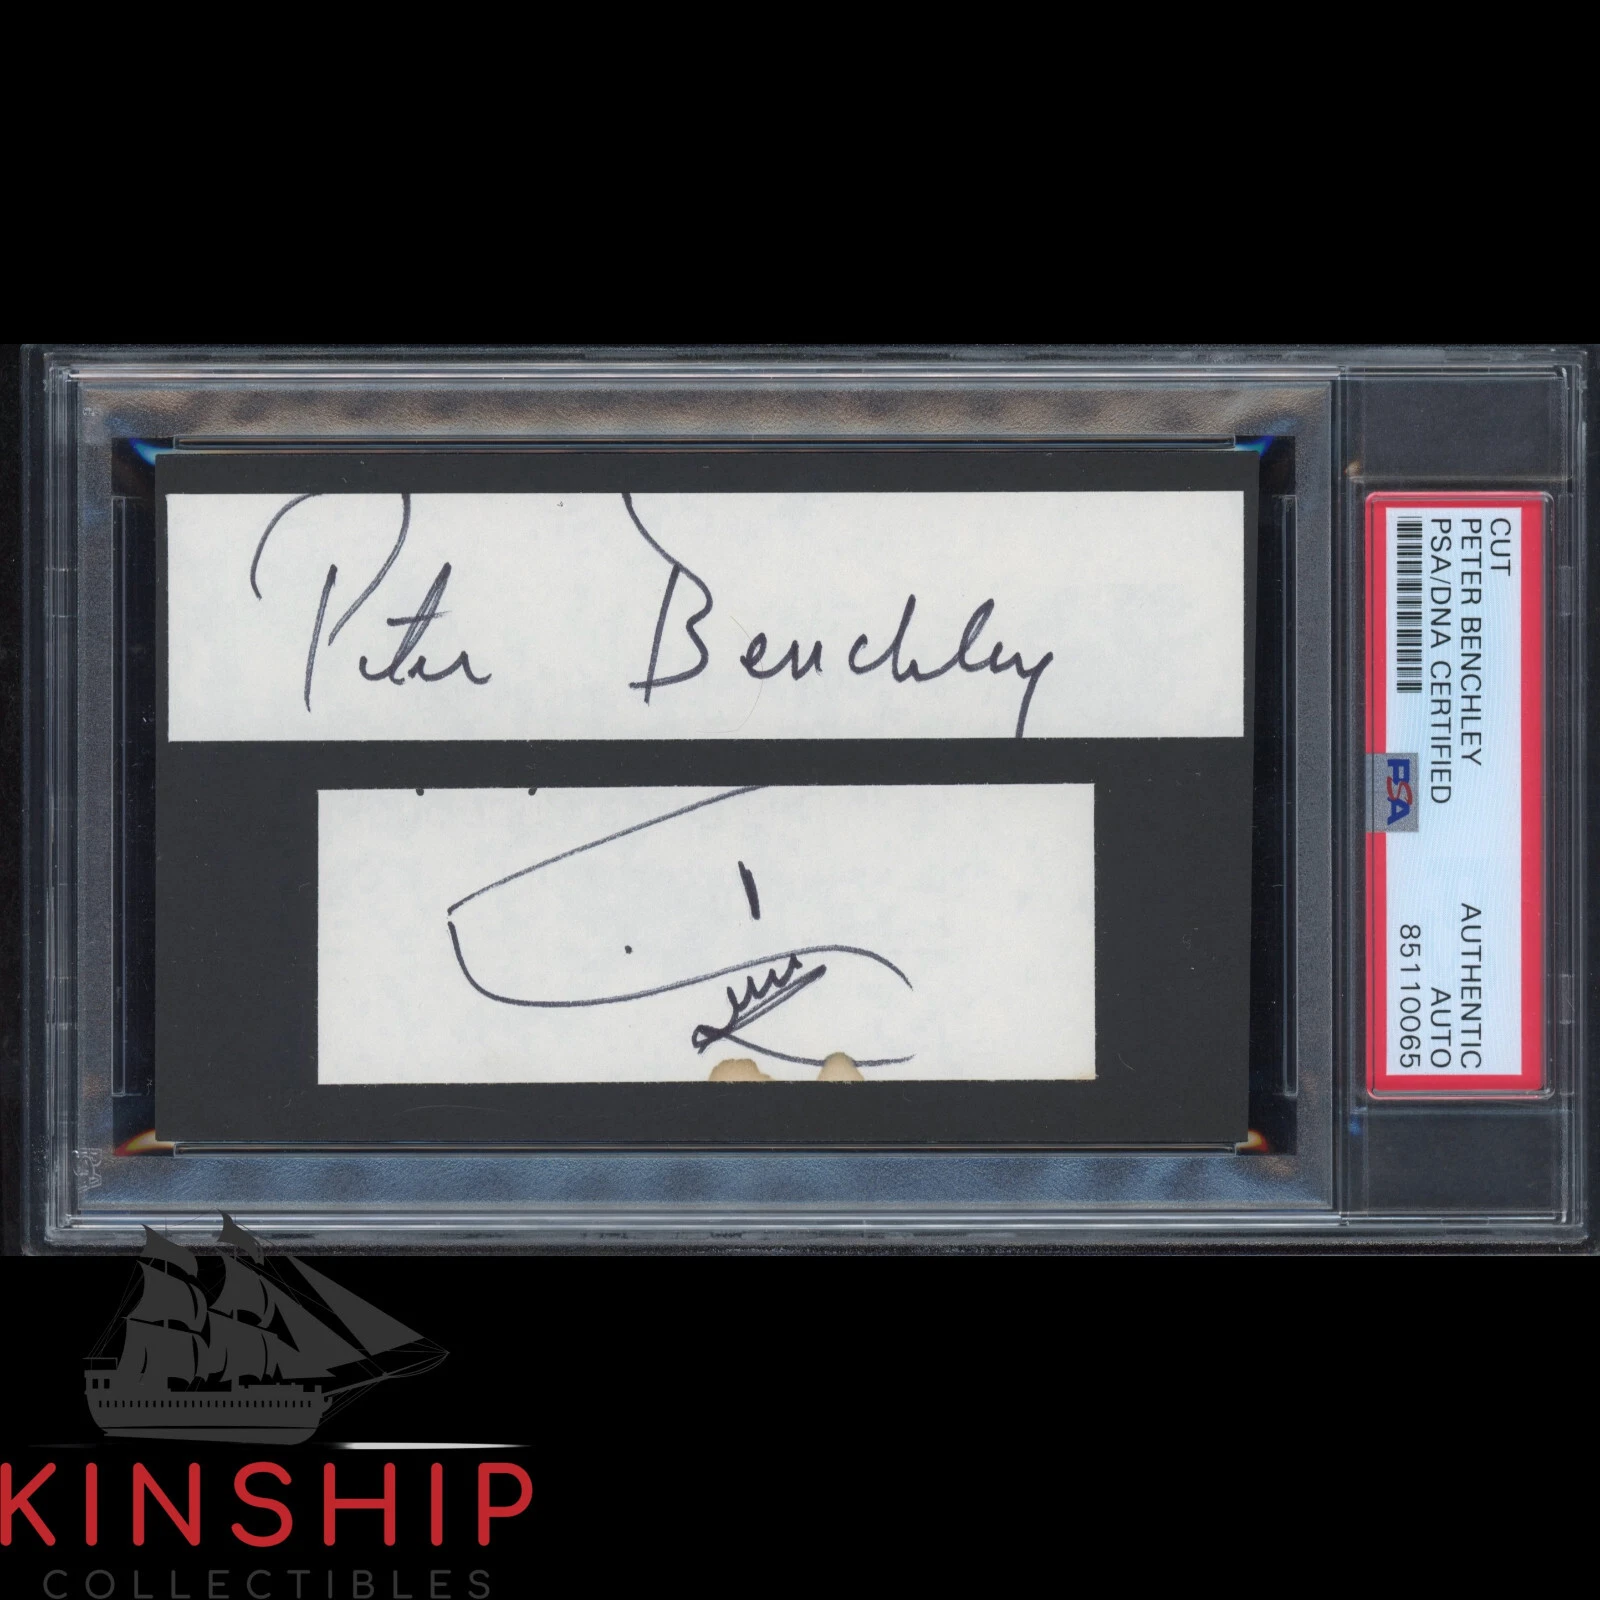 Peter Benchley
CUT
PETER BENCHLEY
PSA/DNA CERTIFIED
AUTHENTIC
AUTO
85110065
PSA
KINSHIP
COLLECTIBLES